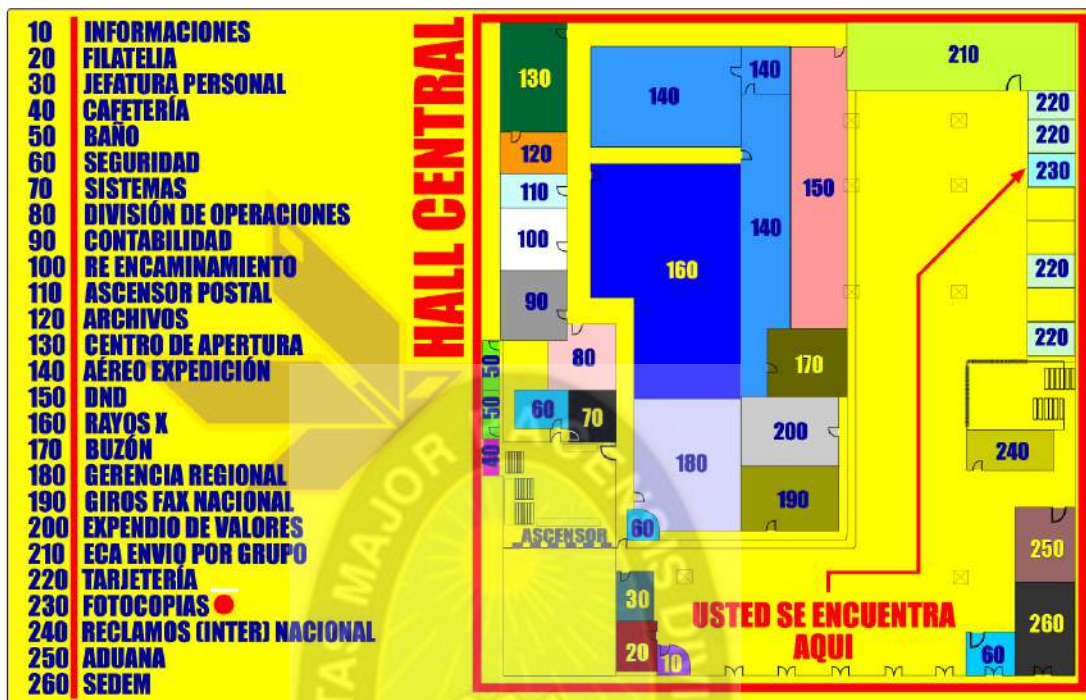 10 INFORMACIONES
20 FILATELIA
30 JEFATURA PERSONAL
40 CAFETERÍA
50 BAÑO
60 SEGURIDAD
70 SISTEMAS
80 DIVISIÓN DE OPERACIONES
90 CONTABILIDAD
100 RE ENCAMINAMIENTO
110 ASCENSOR POSTAL
120 ARCHIVOS
130 CENTRO DE APERTURA
140 AÉREO EXPEDICIÓN
150 DND
160 RAYOS X
170 BUZÓN
180 GERENCIA REGIONAL
190 GIROS FAX NACIONAL
200 EXPENDIO DE VALORES
210 ECA ENVIO POR GRUPO
220 TARJETERÍA
230 FOTOCOPIAS
240 RECLAMOS (INTER) NACIONAL
250 ADUANA
260 SEDEM
HALL CENTRAL
130
120
110
100
90
80
50
50
40
60
70
ASCENSOR
140
140
140
150
160
170
180
200
190
60
30
20
10
210
220
220
230
220
220
240
250
260
60
USTED SE ENCUENTRA
AQUI
TAS MAJOR PACENSIS DIVI